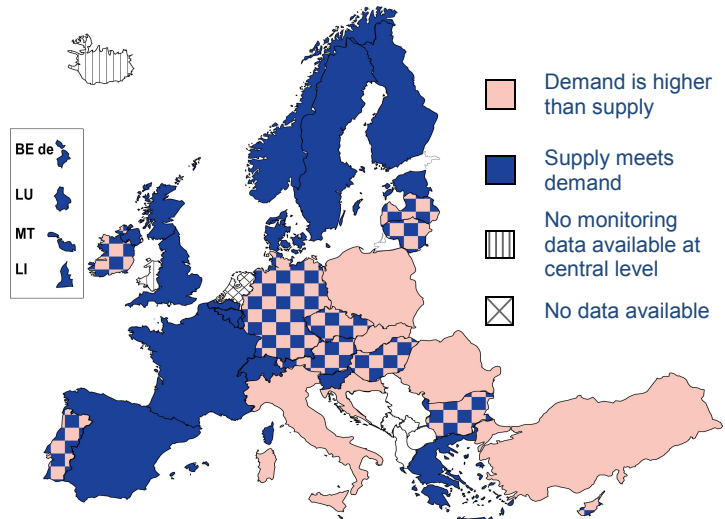 Demand is higher
than supply
BE de
Supply meets
demand
LU
No monitoring
data available at
central level
MT
LI
No data available